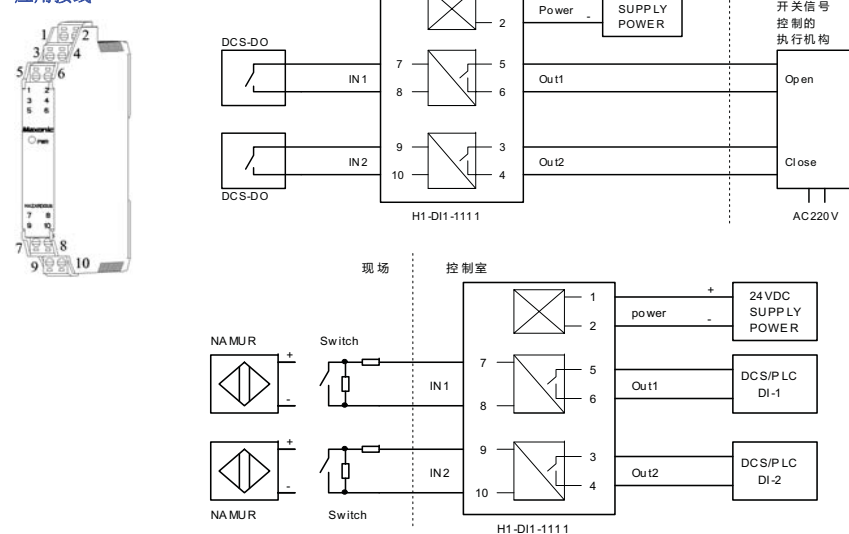 应用接线
Power
-
2
SUPPLY
POWER
开关信号
控制的
执行机构
DCS-DO
IN1
7
8
5
6
Out1
Open
IN2
9
10
3
4
Out2
Close
DCS-DO
H1-DI1-1111
AC220V
1
2
3
4
5
6
1 2
3 4
5 6
Maxonic
PWR
HAZARDOUS
7 8
9 10
7
8
9
10
现场
控制室
1
2
power
+
-
24VDC
SUPPLY
POWER
NAMUR
+
-
Switch
IN1
7
8
5
6
Out1
DCS/PLC
DI-1
+
-
IN2
9
10
3
4
Out2
DCS/PLC
DI-2
NAMUR
Switch
H1-DI1-1111